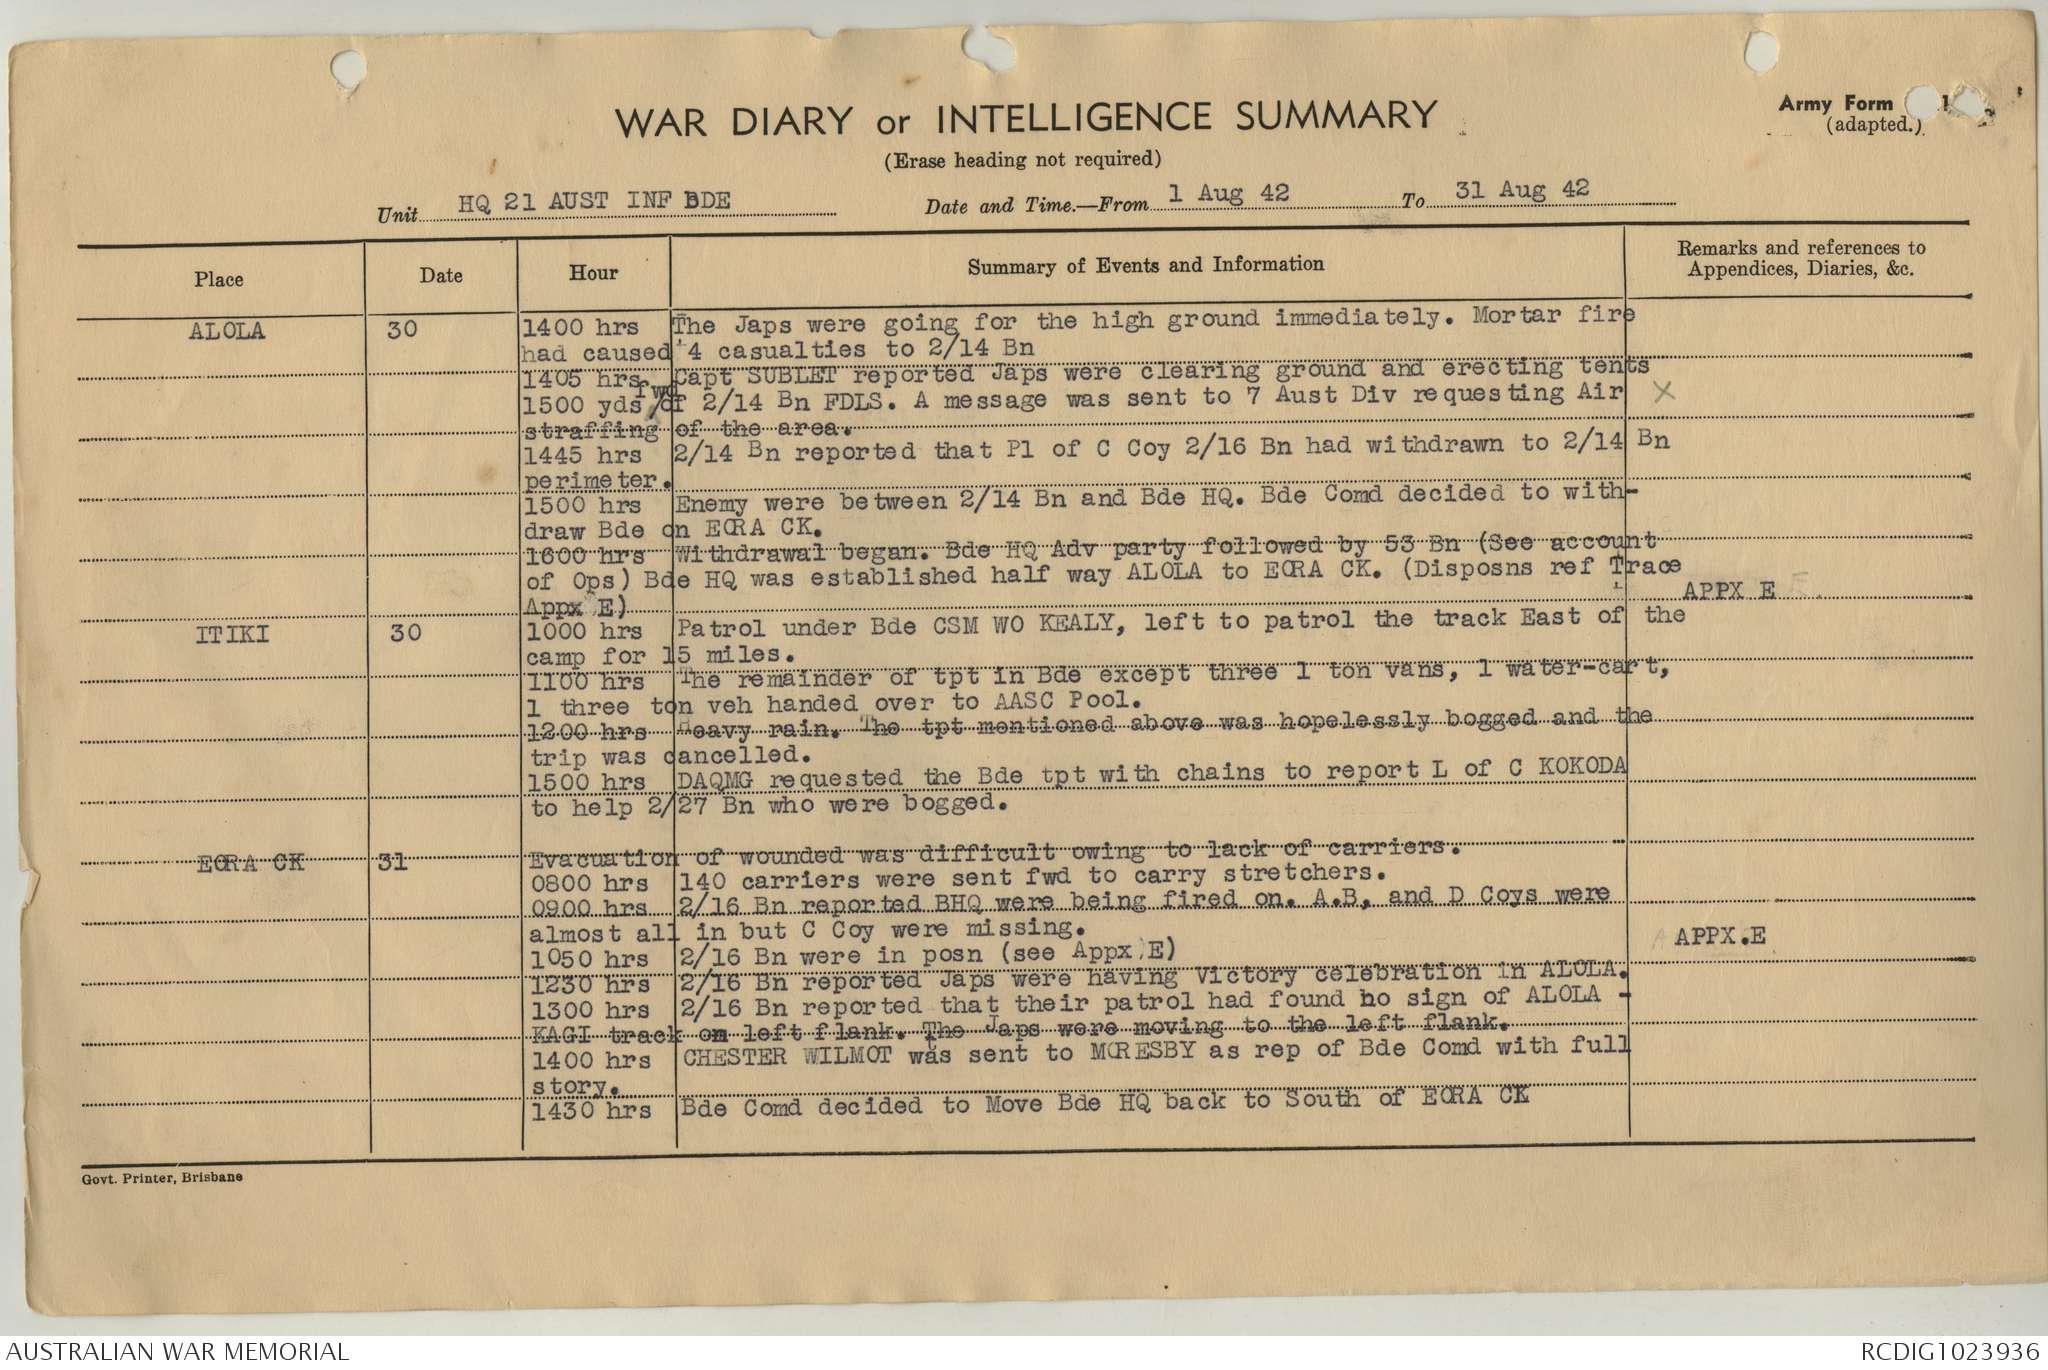 WAR DIARY or INTELLIGENCE SUMMARY
Army Form
(adapted.)
(Erase heading not required)
Unit HQ 21 AUST INF BDE Date and Time.—From 1 Aug 42 To 31 Aug 42
Place Date Hour Summary of Events and Information Remarks and references to
Appendices, Diaries, &c.
ALOLA 30 1400 hrs The Japs were going for the high ground immediately. Mortar fire
had caused 4 casualties to 2/14 Bn
1405 hrs Capt SUBLET reported Japs were clearing ground and erecting tents
1500 yds fwd of 2/14 Bn FDLS. A message was sent to 7 Aust Div requesting Air X
straffing of the area.
1445 hrs 2/14 Bn reported that Pl of C Coy 2/16 Bn had withdrawn to 2/14 Bn
perimeter.
1500 hrs Enemy were between 2/14 Bn and Bde HQ. Bde Comd decided to with-
draw Bde on EORA CK.
1600 hrs Withdrawal began. Bde HQ Adv party followed by 53 Bn (See account
of Ops) Bde HQ was established half way ALOLA to EORA CK. (Disposns ref Trace
Appx E) APPX E
ITIKI 30 1000 hrs Patrol under Bde CSM WO KEALY, left to patrol the track East of the
camp for 15 miles.
1100 hrs The remainder of tpt in Bde except three 1 ton vans, 1 water-cart,
1 three ton veh handed over to AASC Pool.
1200 hrs Heavy rain. The tpt mentioned above was hopelessly bogged and the
trip was cancelled.
1500 hrs DAQMG requested the Bde tpt with chains to report L of C KOKODA
to help 2/27 Bn who were bogged.
EORA CK 31 Evacuation of wounded was difficult owing to lack of carriers.
0800 hrs 140 carriers were sent fwd to carry stretchers.
0900 hrs 2/16 Bn reported BHQ were being fired on. A.B, and D Coys were
almost all in but C Coy were missing.
1050 hrs 2/16 Bn were in posn (see Appx E) APPX.E
1230 hrs 2/16 Bn reported Japs were having Victory celebration in ALOLA.
1300 hrs 2/16 Bn reported that their patrol had found no sign of ALOLA -
KAGI track on left flank. The Japs were moving to the left flank.
1400 hrs CHESTER WILMOT was sent to MORESBY as rep of Bde Comd with full
story.
1430 hrs Bde Comd decided to Move Bde HQ back to South of EORA CK
Govt. Printer, Brisbane
AUSTRALIAN WAR MEMORIAL RCDIG1023936